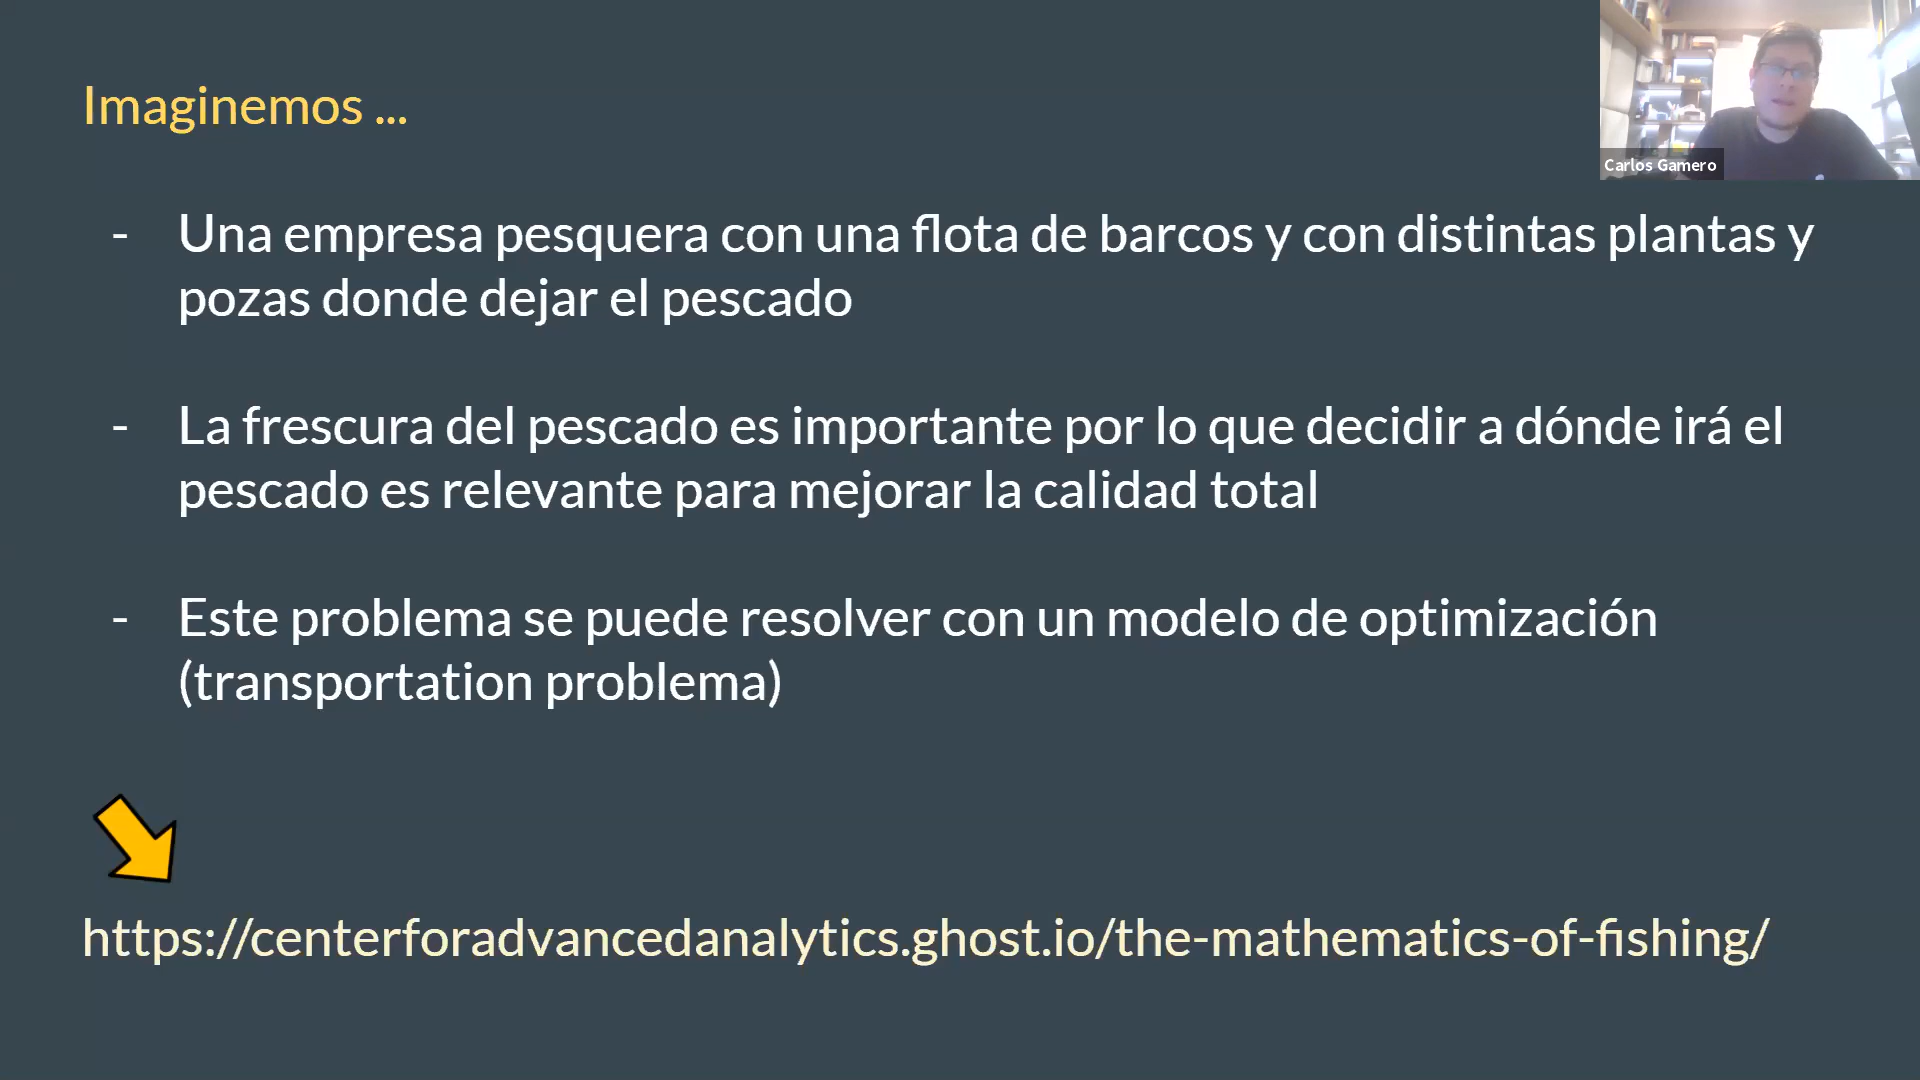 Imaginemos ...
Carlos Gamero
- Una empresa pesquera con una flota de barcos y con distintas plantas y
pozas donde dejar el pescado
- La frescura del pescado es importante por lo que decidir a dónde irá el
pescado es relevante para mejorar la calidad total
- Este problema se puede resolver con un modelo de optimización
(transportation problema)
https://centerforadvancedanalytics.ghost.io/the-mathematics-of-fishing/